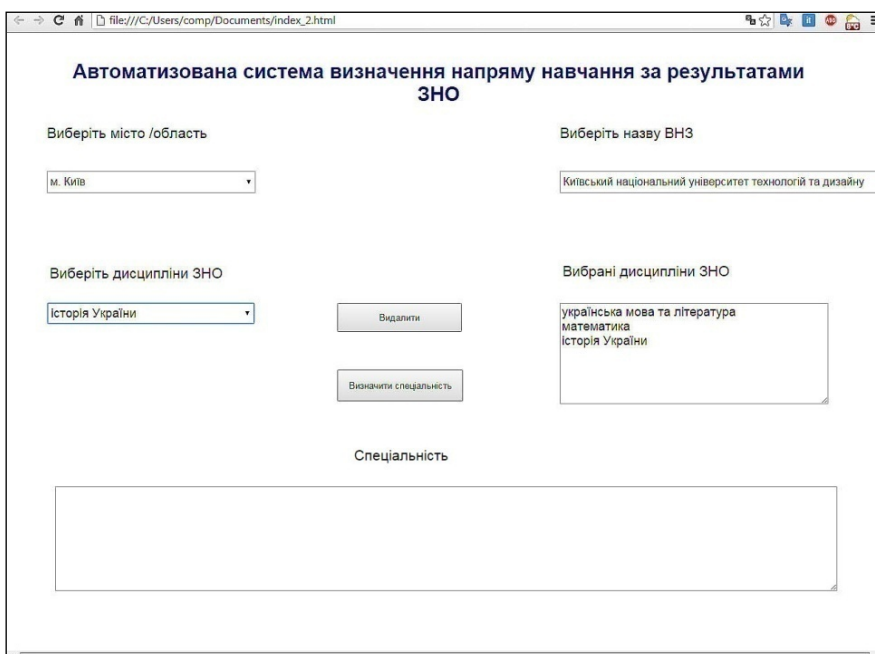 file:///C:/Users/comp/Documents/index_2.html
Автоматизована система визначення напряму навчання за результатами
ЗНО
Виберіть місто /область
Виберіть назву ВНЗ
м. Київ
Київський національний університет технологій та дизайну
Виберіть дисципліни ЗНО
Вибрані дисципліни ЗНО
історія України
Видалити
українська мова та література
математика
історія України
Визначити спеціальність
Спеціальність